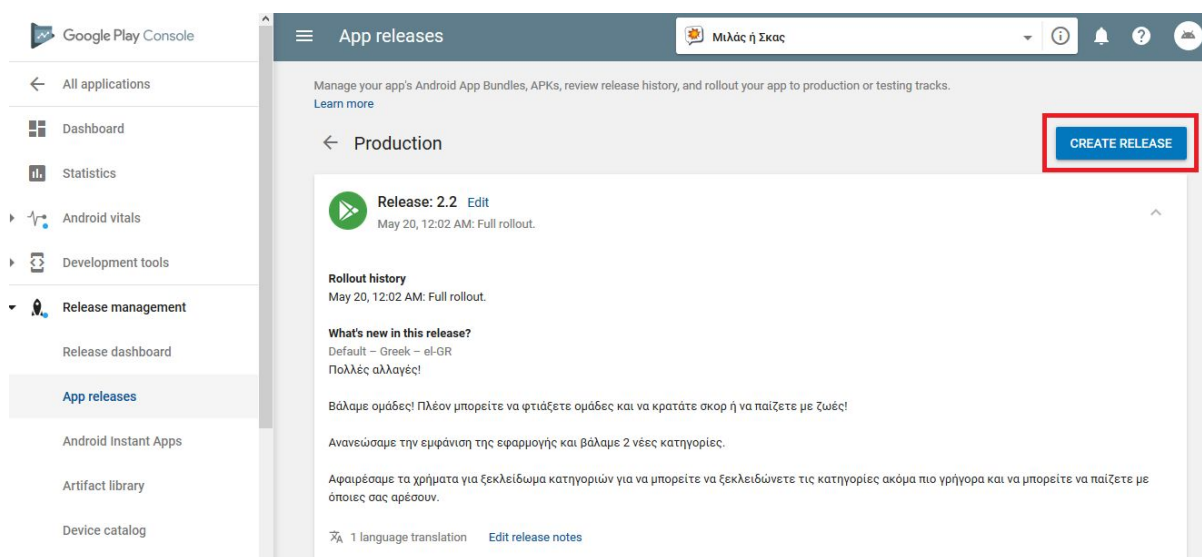 Google Play Console
App releases
Μιλάς ή Σκας
All applications
Dashboard
Statistics
Android vitals
Development tools
Release management
Release dashboard
App releases
Android Instant Apps
Artifact library
Device catalog
Manage your app's Android App Bundles, APKs, review release history, and rollout your app to production or testing tracks.
Learn more
Production
CREATE RELEASE
Release: 2.2 Edit
May 20, 12:02 AM: Full rollout.
Rollout history
May 20, 12:02 AM: Full rollout.
What's new in this release?
Default – Greek – el-GR
Πολλές αλλαγές!
Βάλαμε ομάδες! Πλέον μπορείτε να φτιάξετε ομάδες και να κρατάτε σκορ ή να παίζετε με ζωές!
Ανανεώσαμε την εμφάνιση της εφαρμογής και βάλαμε 2 νέες κατηγορίες.
Αφαιρέσαμε τα χρήματα για ξεκλείδωμα κατηγοριών για να μπορείτε να ξεκλειδώνετε τις κατηγορίες ακόμα πιο γρήγορα και να μπορείτε να παίζετε με
όποιες σας αρέσουν.
1 language translation Edit release notes